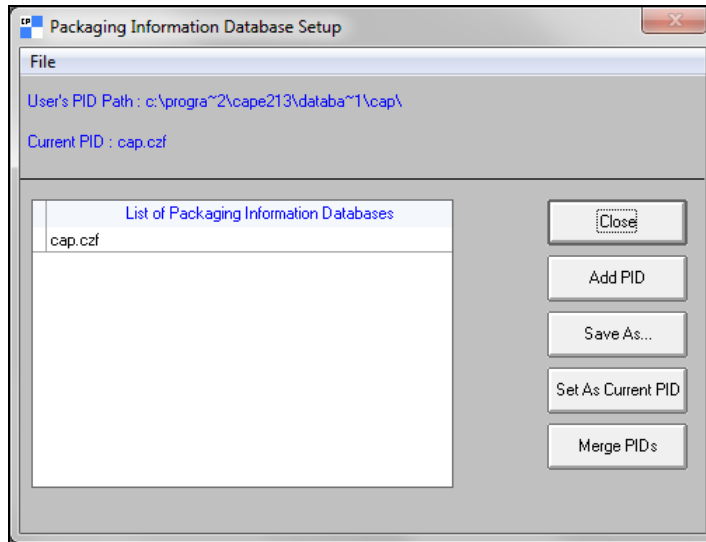 CP
Packaging Information Database Setup
File
User's PID Path : c:\progra~2\cape213\databa~1\cap\
Current PID : cap.czf
List of Packaging Information Databases
cap.czf
Close
Add PID
Save As...
Set As Current PID
Merge PIDs